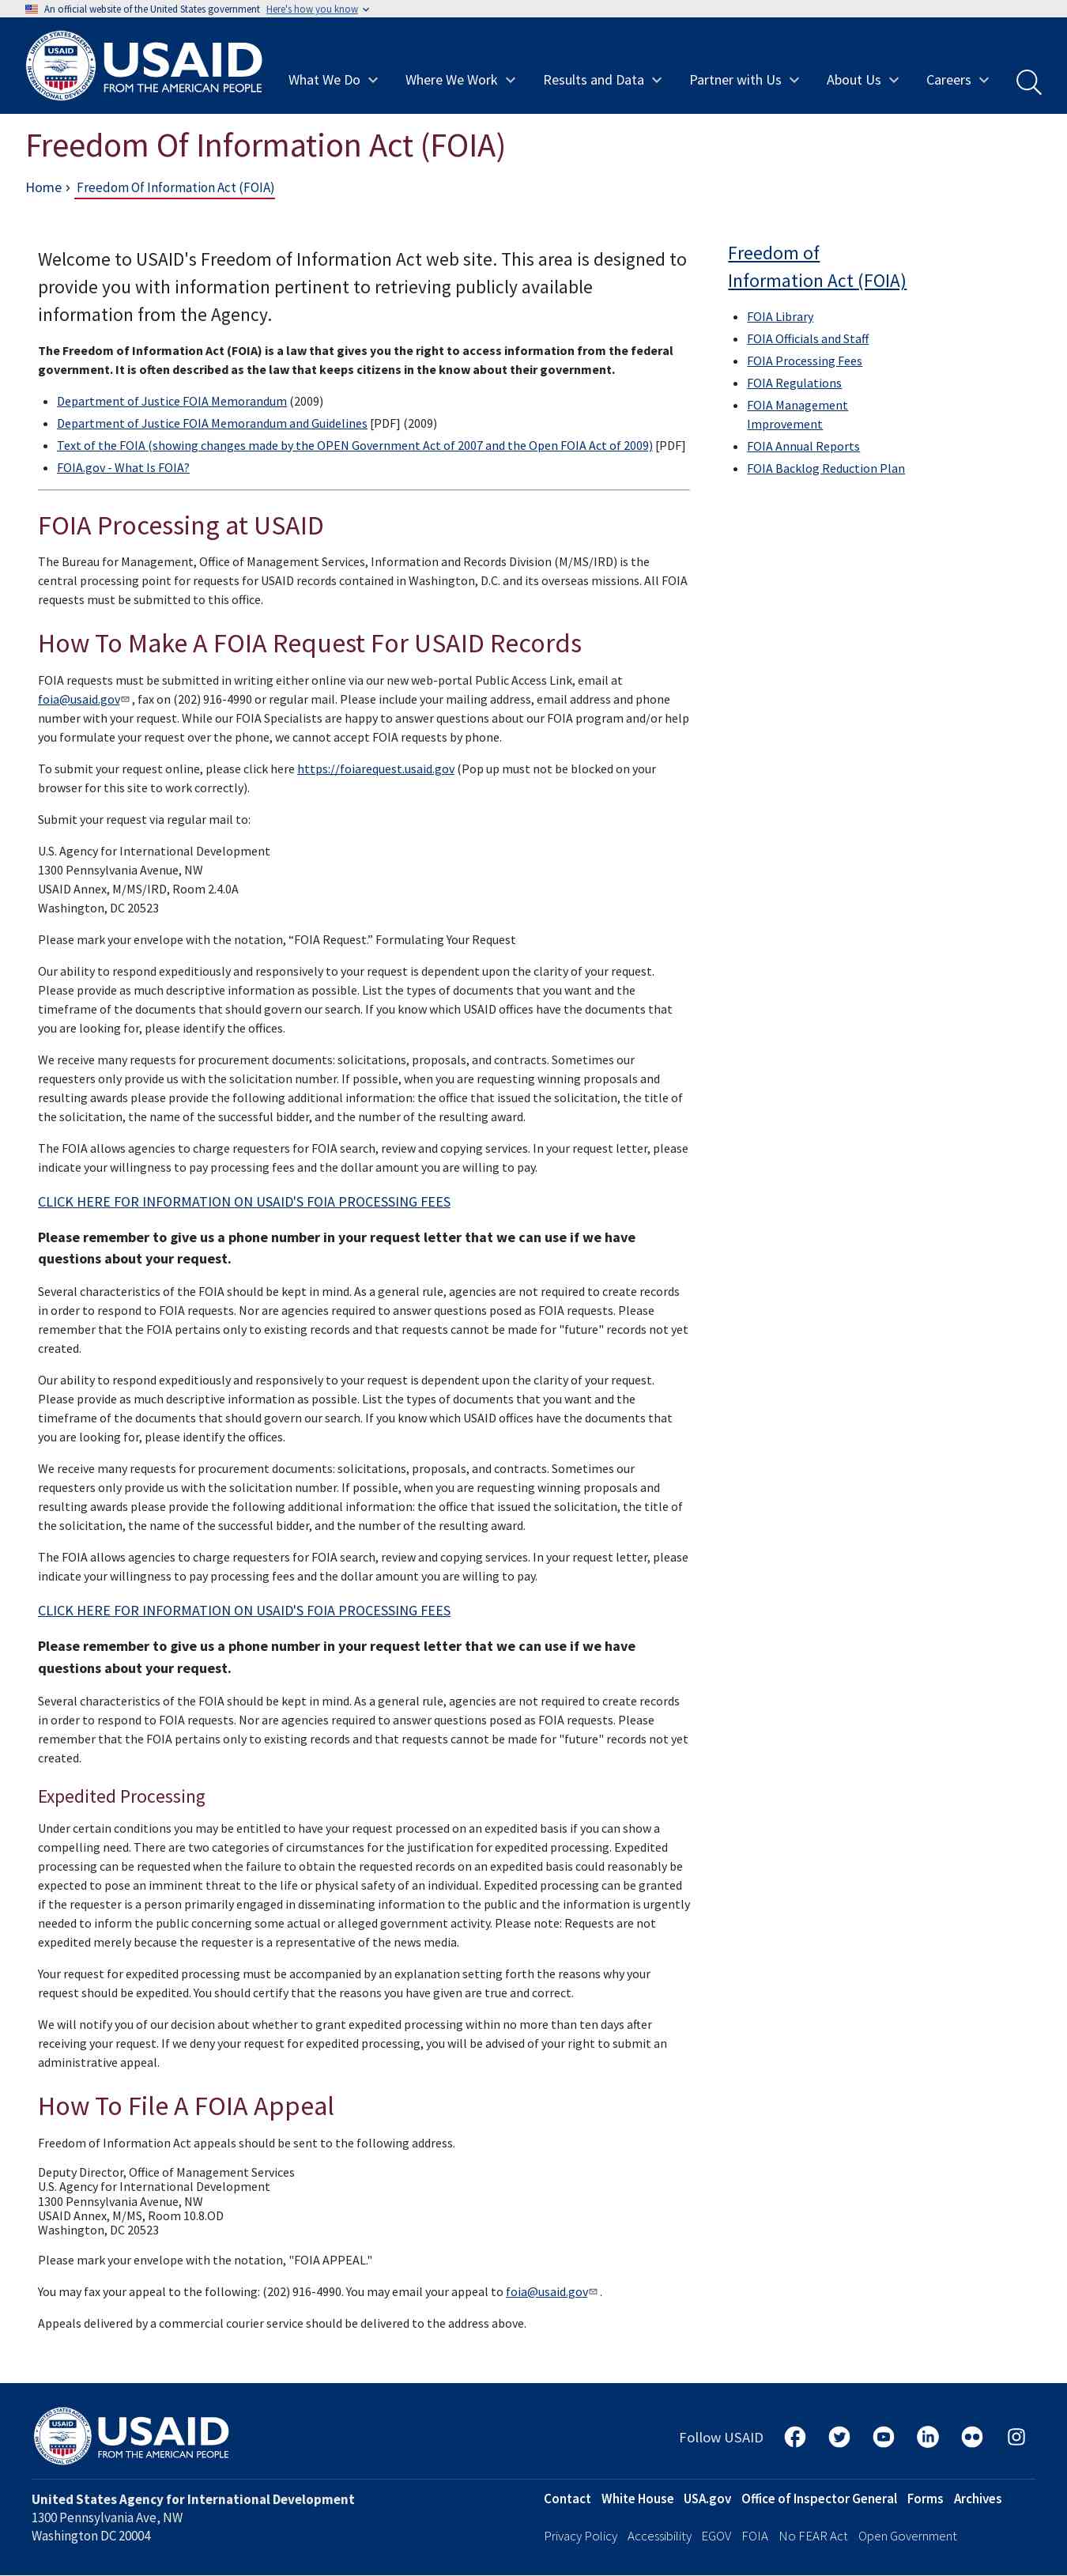 An official website of the United States government Here's how you know
USAID
FROM THE AMERICAN PEOPLE
What We Do
Where We Work
Results and Data
Partner with Us
About Us
Careers
Freedom Of Information Act (FOIA)
Home › Freedom Of Information Act (FOIA)
Welcome to USAID's Freedom of Information Act web site. This area is designed to
provide you with information pertinent to retrieving publicly available
information from the Agency.
The Freedom of Information Act (FOIA) is a law that gives you the right to access information from the federal
government. It is often described as the law that keeps citizens in the know about their government.
• Department of Justice FOIA Memorandum (2009)
• Department of Justice FOIA Memorandum and Guidelines [PDF] (2009)
• Text of the FOIA (showing changes made by the OPEN Government Act of 2007 and the Open FOIA Act of 2009) [PDF]
• FOIA.gov - What Is FOIA?
Freedom of
Information Act (FOIA)
• FOIA Library
• FOIA Officials and Staff
• FOIA Processing Fees
• FOIA Regulations
• FOIA Management
Improvement
• FOIA Annual Reports
• FOIA Backlog Reduction Plan
FOIA Processing at USAID
The Bureau for Management, Office of Management Services, Information and Records Division (M/MS/IRD) is the
central processing point for requests for USAID records contained in Washington, D.C. and its overseas missions. All FOIA
requests must be submitted to this office.
How To Make A FOIA Request For USAID Records
FOIA requests must be submitted in writing either online via our new web-portal Public Access Link, email at
foia@usaid.gov , fax on (202) 916-4990 or regular mail. Please include your mailing address, email address and phone
number with your request. While our FOIA Specialists are happy to answer questions about our FOIA program and/or help
you formulate your request over the phone, we cannot accept FOIA requests by phone.
To submit your request online, please click here https://foiarequest.usaid.gov (Pop up must not be blocked on your
browser for this site to work correctly).
Submit your request via regular mail to:
U.S. Agency for International Development
1300 Pennsylvania Avenue, NW
USAID Annex, M/MS/IRD, Room 2.4.0A
Washington, DC 20523
Please mark your envelope with the notation, “FOIA Request.” Formulating Your Request
Our ability to respond expeditiously and responsively to your request is dependent upon the clarity of your request.
Please provide as much descriptive information as possible. List the types of documents that you want and the
timeframe of the documents that should govern our search. If you know which USAID offices have the documents that
you are looking for, please identify the offices.
We receive many requests for procurement documents: solicitations, proposals, and contracts. Sometimes our
requesters only provide us with the solicitation number. If possible, when you are requesting winning proposals and
resulting awards please provide the following additional information: the office that issued the solicitation, the title of
the solicitation, the name of the successful bidder, and the number of the resulting award.
The FOIA allows agencies to charge requesters for FOIA search, review and copying services. In your request letter, please
indicate your willingness to pay processing fees and the dollar amount you are willing to pay.
CLICK HERE FOR INFORMATION ON USAID'S FOIA PROCESSING FEES
Please remember to give us a phone number in your request letter that we can use if we have
questions about your request.
Several characteristics of the FOIA should be kept in mind. As a general rule, agencies are not required to create records
in order to respond to FOIA requests. Nor are agencies required to answer questions posed as FOIA requests. Please
remember that the FOIA pertains only to existing records and that requests cannot be made for "future" records not yet
created.
Our ability to respond expeditiously and responsively to your request is dependent upon the clarity of your request.
Please provide as much descriptive information as possible. List the types of documents that you want and the
timeframe of the documents that should govern our search. If you know which USAID offices have the documents that
you are looking for, please identify the offices.
We receive many requests for procurement documents: solicitations, proposals, and contracts. Sometimes our
requesters only provide us with the solicitation number. If possible, when you are requesting winning proposals and
resulting awards please provide the following additional information: the office that issued the solicitation, the title of
the solicitation, the name of the successful bidder, and the number of the resulting award.
The FOIA allows agencies to charge requesters for FOIA search, review and copying services. In your request letter, please
indicate your willingness to pay processing fees and the dollar amount you are willing to pay.
CLICK HERE FOR INFORMATION ON USAID'S FOIA PROCESSING FEES
Please remember to give us a phone number in your request letter that we can use if we have
questions about your request.
Several characteristics of the FOIA should be kept in mind. As a general rule, agencies are not required to create records
in order to respond to FOIA requests. Nor are agencies required to answer questions posed as FOIA requests. Please
remember that the FOIA pertains only to existing records and that requests cannot be made for "future" records not yet
created.
Expedited Processing
Under certain conditions you may be entitled to have your request processed on an expedited basis if you can show a
compelling need. There are two categories of circumstances for the justification for expedited processing. Expedited
processing can be requested when the failure to obtain the requested records on an expedited basis could reasonably be
expected to pose an imminent threat to the life or physical safety of an individual. Expedited processing can be granted
if the requester is a person primarily engaged in disseminating information to the public and the information is urgently
needed to inform the public concerning some actual or alleged government activity. Please note: Requests are not
expedited merely because the requester is a representative of the news media.
Your request for expedited processing must be accompanied by an explanation setting forth the reasons why your
request should be expedited. You should certify that the reasons you have given are true and correct.
We will notify you of our decision about whether to grant expedited processing within no more than ten days after
receiving your request. If we deny your request for expedited processing, you will be advised of your right to submit an
administrative appeal.
How To File A FOIA Appeal
Freedom of Information Act appeals should be sent to the following address.
Deputy Director, Office of Management Services
U.S. Agency for International Development
1300 Pennsylvania Avenue, NW
USAID Annex, M/MS, Room 10.8.OD
Washington, DC 20523
Please mark your envelope with the notation, "FOIA APPEAL."
You may fax your appeal to the following: (202) 916-4990. You may email your appeal to foia@usaid.gov .
Appeals delivered by a commercial courier service should be delivered to the address above.
USAID
FROM THE AMERICAN PEOPLE
Follow USAID
United States Agency for International Development
1300 Pennsylvania Ave, NW
Washington DC 20004
Contact White House USA.gov Office of Inspector General Forms Archives
Privacy Policy Accessibility EGOV FOIA No FEAR Act Open Government